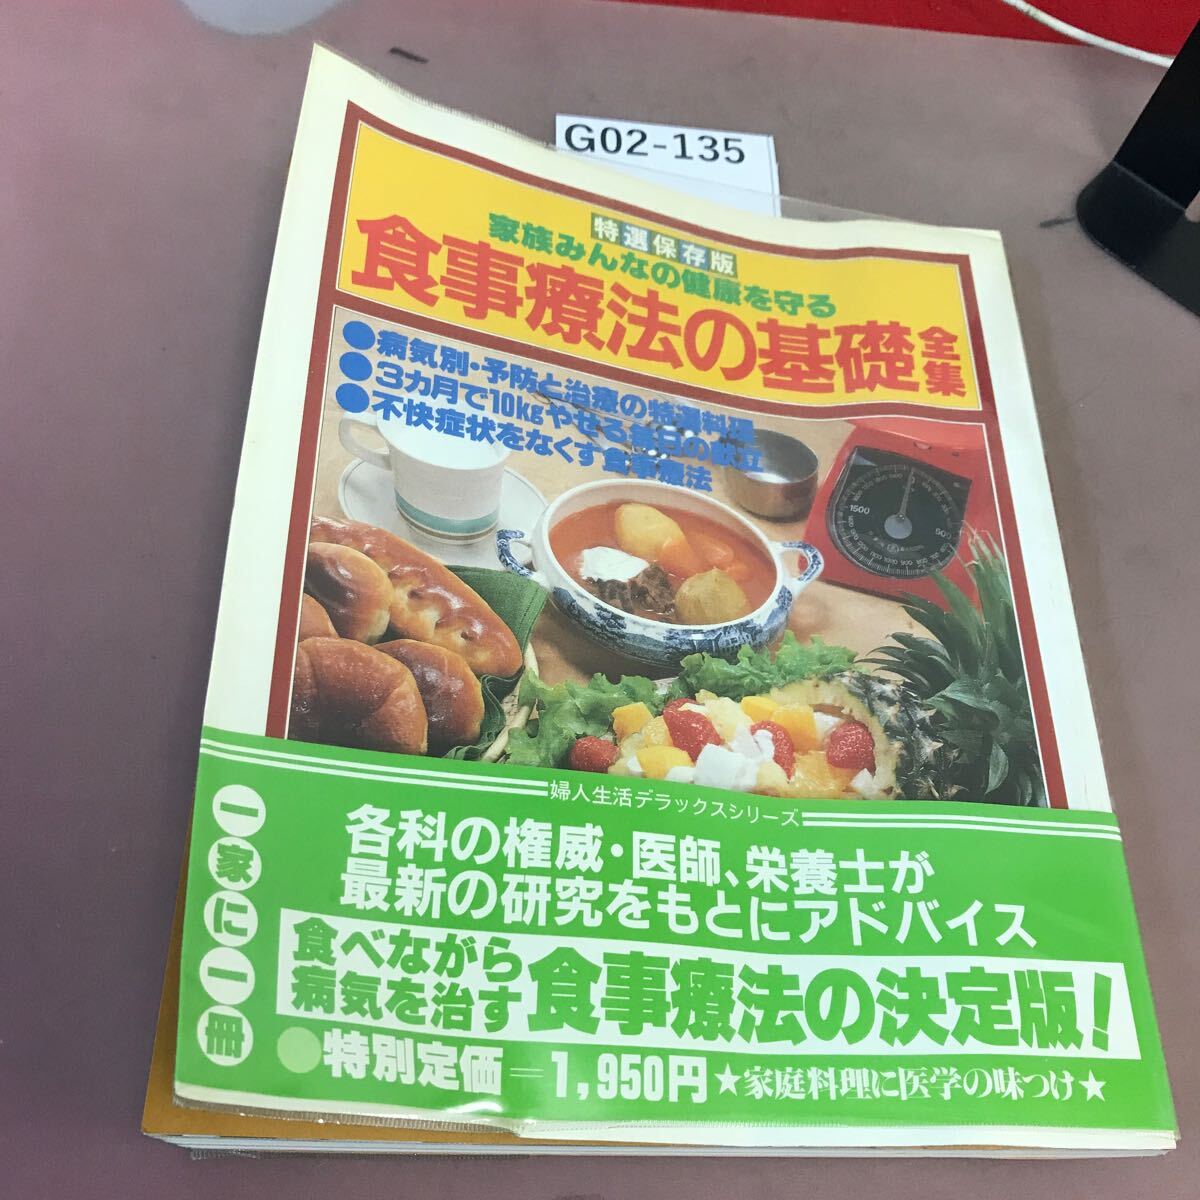 G02-135
特選保存版
家族みんなの健康を守る
食事療法の基礎全集
●病気別・予防と治療の特選料理
●3カ月で10kgやせる毎日の献立
●不快症状をなくす食事療法
1500
500
婦人生活デラックスシリーズ
一家に一冊
各科の権威・医師、栄養士が
最新の研究をもとにアドバイス
食べながら
病気を治す
食事療法の決定版!
●特別定価=1,950円
★家庭料理に医学の味つけ★